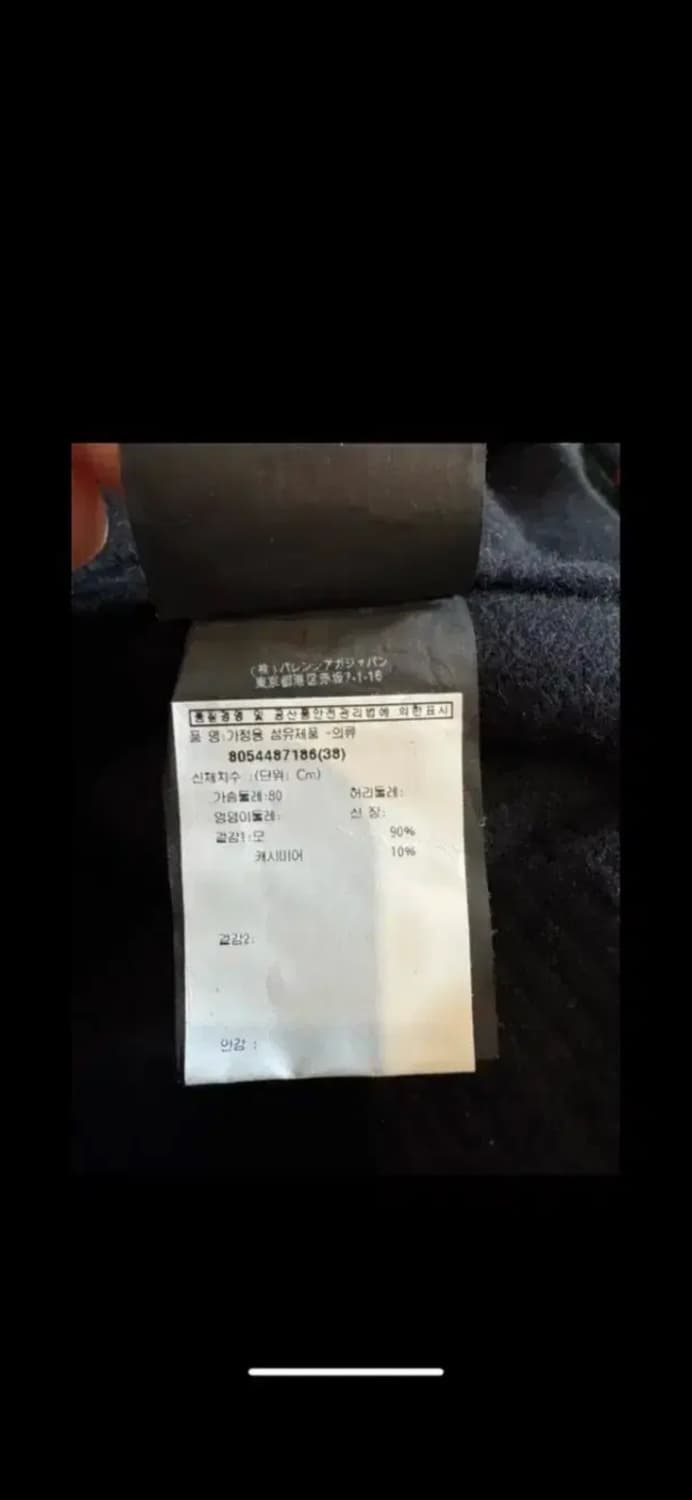 (株)バレンシアガジャパン
東京都港区赤坂7-1-16
품질경영 및 공산품안전관리법에 의한표시
품 명:가정용 섬유제품 -의류
8054487186(38)
신체치수 :(단위: Cm)
가슴둘레:80 허리둘레:
엉덩이둘레: 신 장:
겉감1:모 90%
캐시미어 10%
겉감2:
안감 :